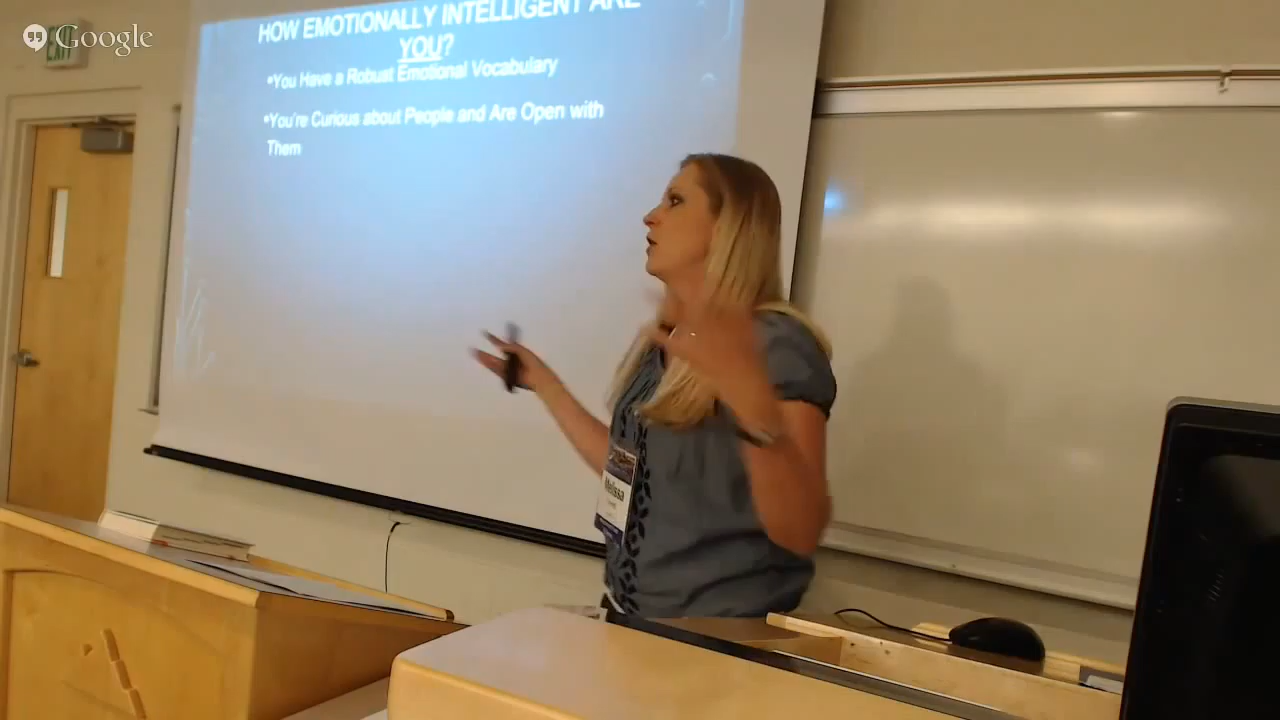 Google
EXIT
HOW EMOTIONALLY INTELLIGENT ARE
YOU?
•You Have a Robust Emotional Vocabulary
•You're Curious about People and Are Open with
Them
Melissa